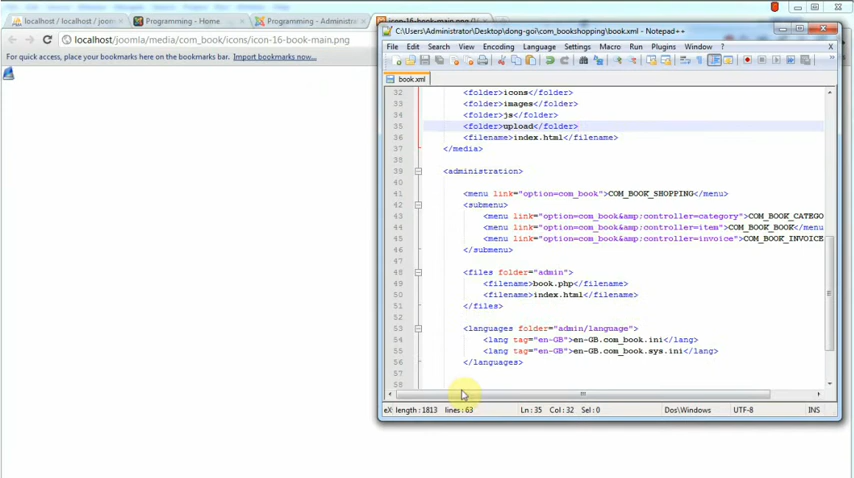 localhost / localhost / joom
Programming - Home
Programming - Administra
icon-16-book-main.png
localhost/joomla/media/com_book/icons/icon-16-book-main.png
For quick access, place your bookmarks here on the bookmarks bar. Import bookmarks now...
C:\Users\Administrator\Desktop\dong-goi\com_bookshopping\book.xml - Notepad++
File Edit Search View Encoding Language Settings Macro Run Plugins Window ?
book.xml
32 <folder>icons</folder>
33 <folder>images</folder>
34 <folder>js</folder>
35 <folder>upload</folder>
36 <filename>index.html</filename>
37 </media>
38
39 <administration>
40
41 <menu link="option=com_book">COM_BOOK_SHOPPING</menu>
42 <submenu>
43 <menu link="option=com_book&amp;controller=category">COM_BOOK_CATEGO
44 <menu link="option=com_book&amp;controller=item">COM_BOOK_BOOK</menu
45 <menu link="option=com_book&amp;controller=invoice">COM_BOOK_INVOICE
46 </submenu>
47
48 <files folder="admin">
49 <filename>book.php</filename>
50 <filename>index.html</filename>
51 </files>
52
53 <languages folder="admin/language">
54 <lang tag="en-GB">en-GB.com_book.ini</lang>
55 <lang tag="en-GB">en-GB.com_book.sys.ini</lang>
56 </languages>
57
58
eX length : 1813 lines : 63 Ln : 35 Col : 32 Sel : 0 Dos\Windows UTF-8 INS